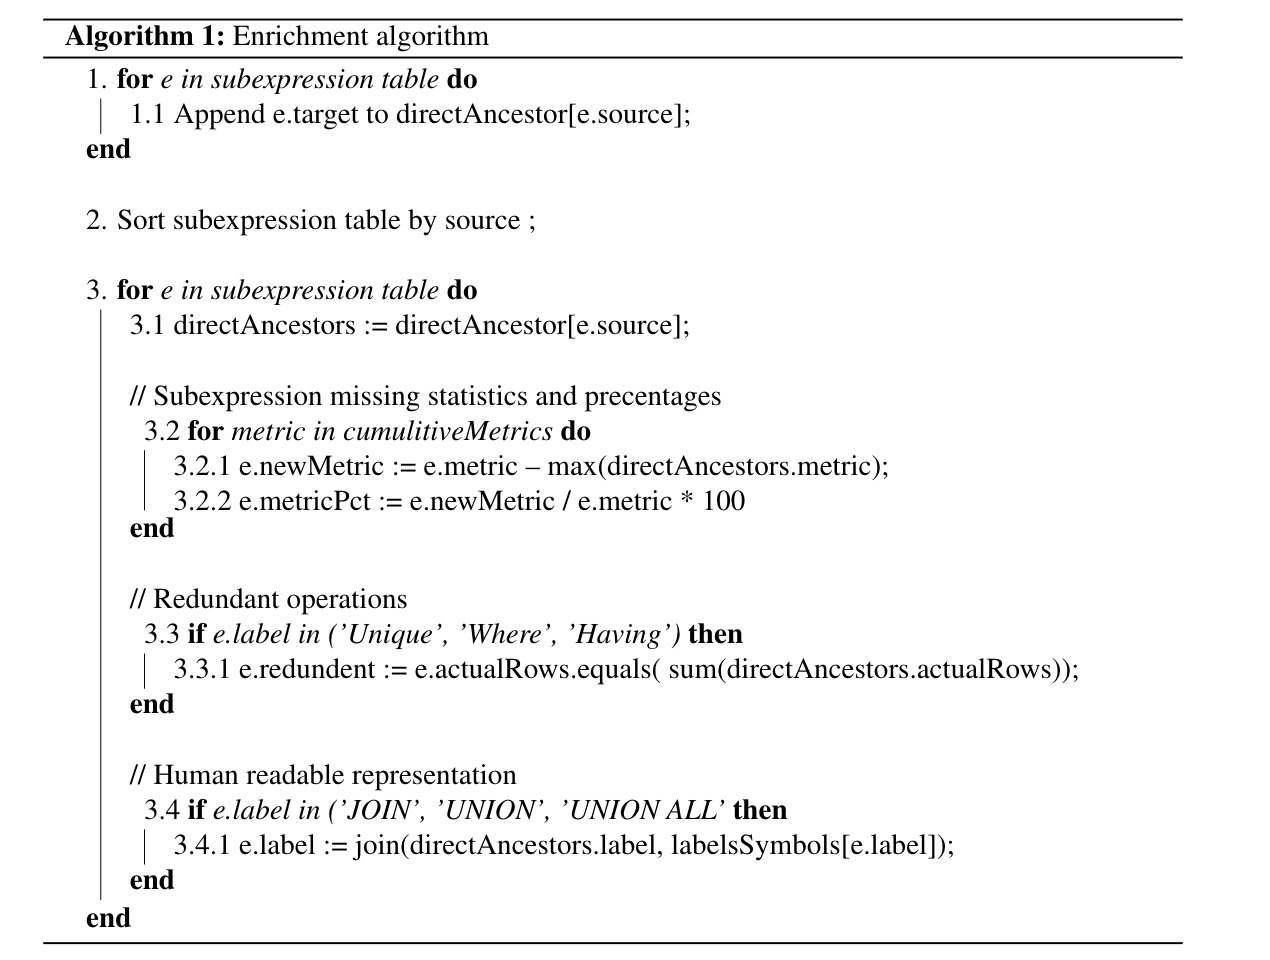 Algorithm 1: Enrichment algorithm
1. for e in subexpression table do
1.1 Append e.target to directAncestor[e.source];
end
2. Sort subexpression table by source ;
3. for e in subexpression table do
3.1 directAncestors := directAncestor[e.source];
// Subexpression missing statistics and precentages
3.2 for metric in cumulitiveMetrics do
3.2.1 e.newMetric := e.metric – max(directAncestors.metric);
3.2.2 e.metricPct := e.newMetric / e.metric * 100
end
// Redundant operations
3.3 if e.label in (’Unique’, ’Where’, ’Having’) then
3.3.1 e.redundent := e.actualRows.equals( sum(directAncestors.actualRows));
end
// Human readable representation
3.4 if e.label in (’JOIN’, ’UNION’, ’UNION ALL’ then
3.4.1 e.label := join(directAncestors.label, labelsSymbols[e.label]);
end
end